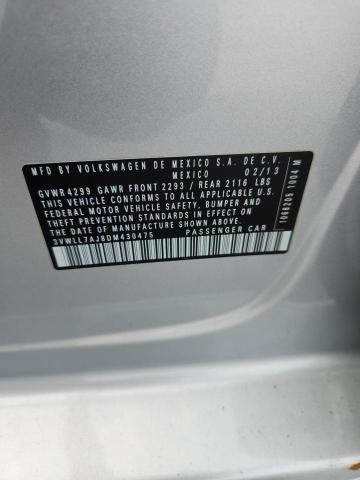 MFD BY VOLKSWAGEN DE MEXICO S.A. DE C.V.
MEXICO 02/13
GVWR 4299 GAWR FRONT 2293 / REAR 2116 LBS
THIS VEHICLE CONFORMS TO ALL APPLICABLE U.S.
FEDERAL MOTOR VEHICLE SAFETY, BUMPER AND
THEFT PREVENTION STANDARDS IN EFFECT ON
THE DATE OF MANUFACTURE SHOWN ABOVE.
3VWLL7AJ8DM430475 PASSENGER CAR
1066205 1004 M